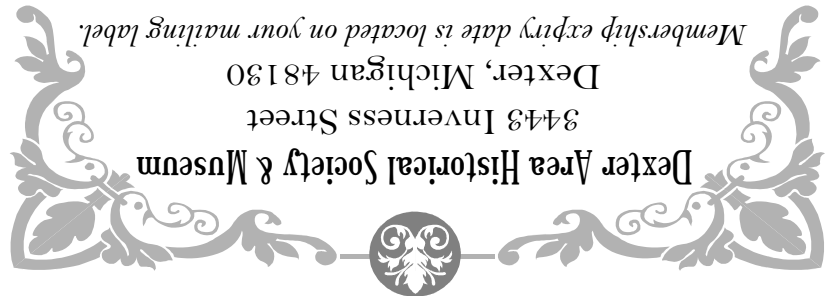 Dexter Area Historical Society & Museum
3443 Inverness Street
Dexter, Michigan 48130
Membership expiry date is located on your mailing label.